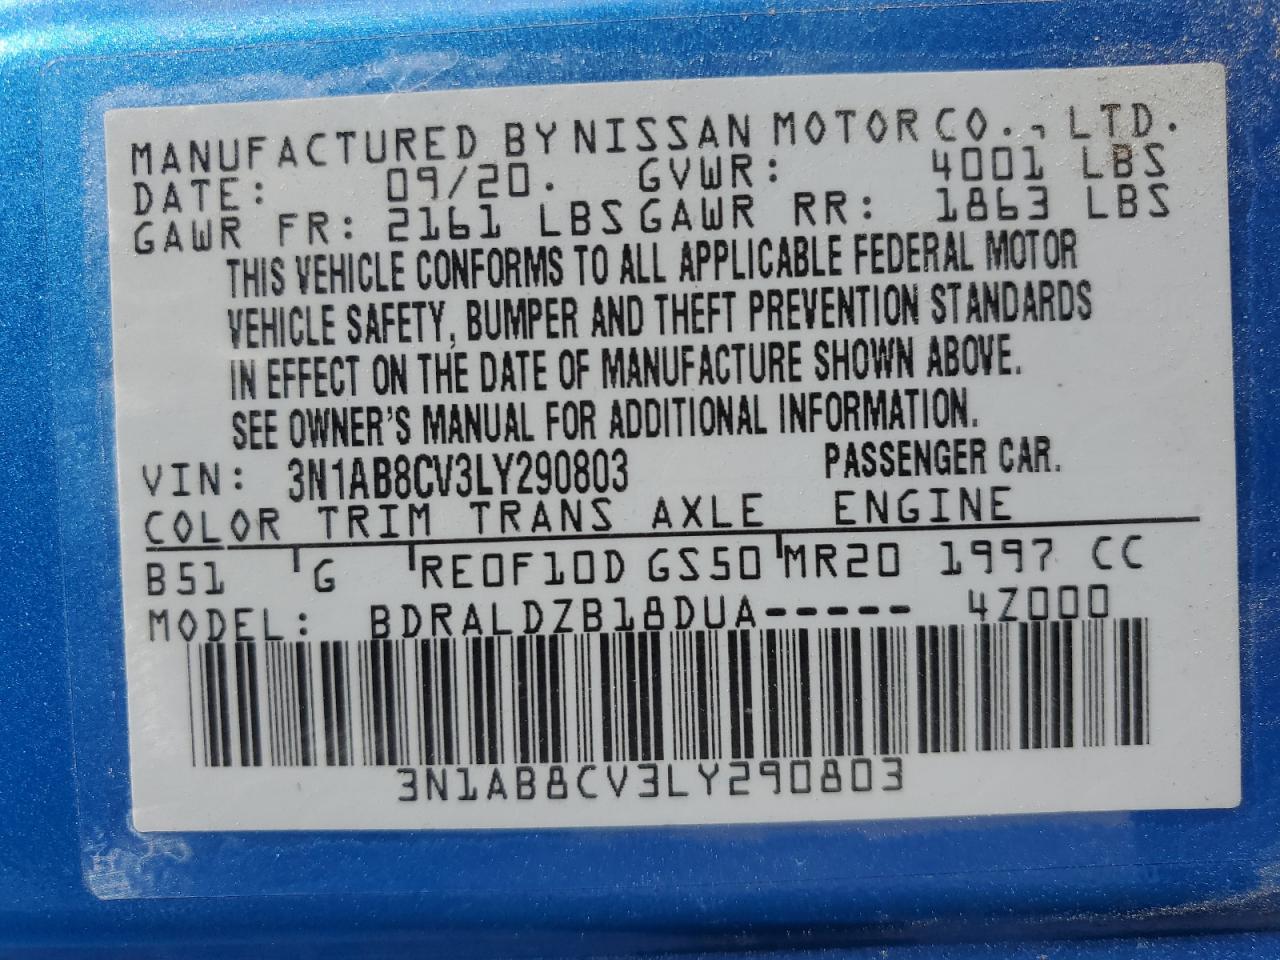 MANUFACTURED BY NISSAN MOTOR CO., LTD.
DATE: 09/20. GVWR: 4001 LBS
GAWR FR: 2161 LBS GAWR RR: 1863 LBS
THIS VEHICLE CONFORMS TO ALL APPLICABLE FEDERAL MOTOR
VEHICLE SAFETY, BUMPER AND THEFT PREVENTION STANDARDS
IN EFFECT ON THE DATE OF MANUFACTURE SHOWN ABOVE.
SEE OWNER'S MANUAL FOR ADDITIONAL INFORMATION.
VIN: 3N1AB8CV3LY290803 PASSENGER CAR.
COLOR TRIM TRANS AXLE ENGINE
B51 G RE0F10D GS50 MR20 1997 CC
MODEL: BDRALDZB18DUA----- 4Z000
3N1AB8CV3LY290803